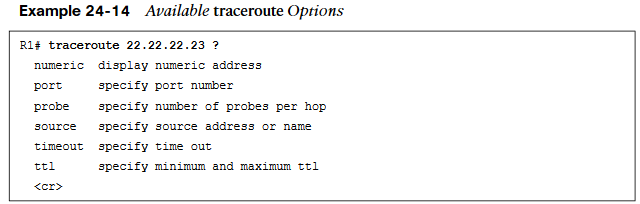 Example 24-14 Available traceroute Options
R1# traceroute 22.22.22.23 ?
numeric display numeric address
port specify port number
probe specify number of probes per hop
source specify source address or name
timeout specify time out
ttl specify minimum and maximum ttl
<cr>